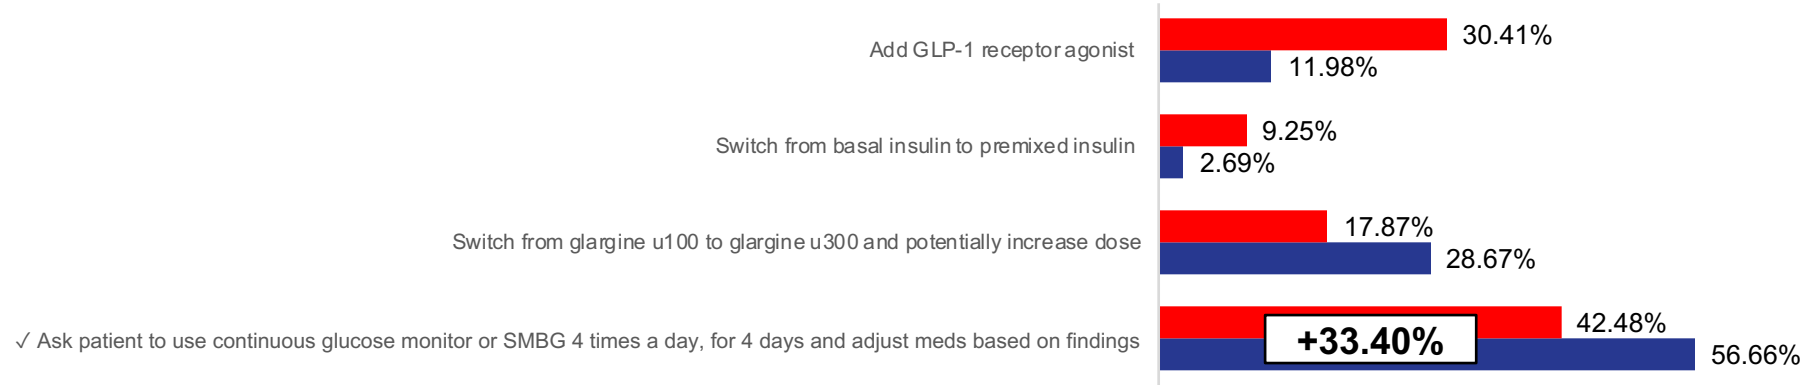 Add GLP-1 receptor agonist
30.41%
11.98%
Switch from basal insulin to premixed insulin
9.25%
2.69%
Switch from glargine u100 to glargine u300 and potentially increase dose
17.87%
28.67%
✓ Ask patient to use continuous glucose monitor or SMBG 4 times a day, for 4 days and adjust meds based on findings
42.48%
+33.40%
56.66%